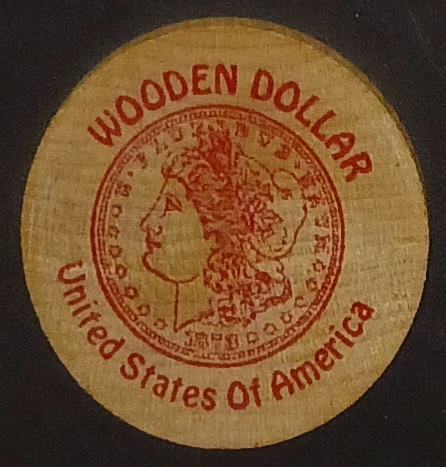 WOODEN DOLLAR
United States Of America